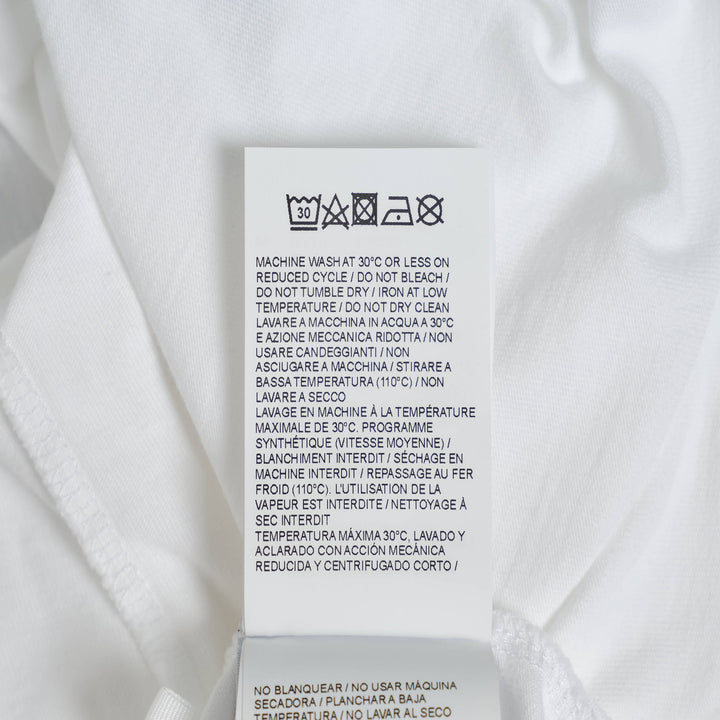 30
MACHINE WASH AT 30°C OR LESS ON
REDUCED CYCLE / DO NOT BLEACH /
DO NOT TUMBLE DRY / IRON AT LOW
TEMPERATURE / DO NOT DRY CLEAN
LAVARE A MACCHINA IN ACQUA A 30°C
E AZIONE MECCANICA RIDOTTA / NON
USARE CANDEGGIANTI / NON
ASCIUGARE A MACCHINA / STIRARE A
BASSA TEMPERATURA (110°C) / NON
LAVARE A SECCO
LAVAGE EN MACHINE À LA TEMPÉRATURE
MAXIMALE DE 30°C. PROGRAMME
SYNTHÉTIQUE (VITESSE MOYENNE) /
BLANCHIMENT INTERDIT / SÉCHAGE EN
MACHINE INTERDIT / REPASSAGE AU FER
FROID (110°C). L'UTILISATION DE LA
VAPEUR EST INTERDITE / NETTOYAGE À
SEC INTERDIT
TEMPERATURA MÁXIMA 30°C, LAVADO Y
ACLARADO CON ACCIÓN MECÁNICA
REDUCIDA Y CENTRIFUGADO CORTO /
NO BLANQUEAR / NO USAR MÁQUINA
SECADORA / PLANCHAR A BAJA
TEMPERATURA / NO LAVAR AL SECO